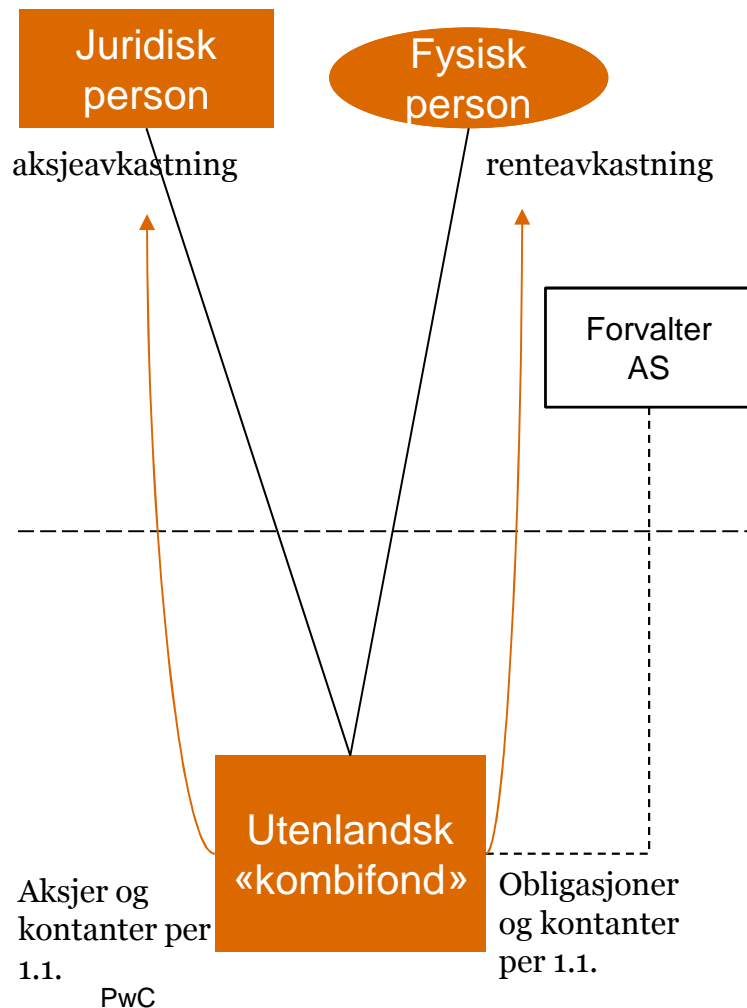 Juridisk
person
Fysisk
person
aksjeavkastning
renteavkastning
Forvalter
AS
Utenlandsk
«kombifond»
Aksjer og
kontanter per
1.1.
Obligasjoner
og kontanter
per 1.1.
PwC